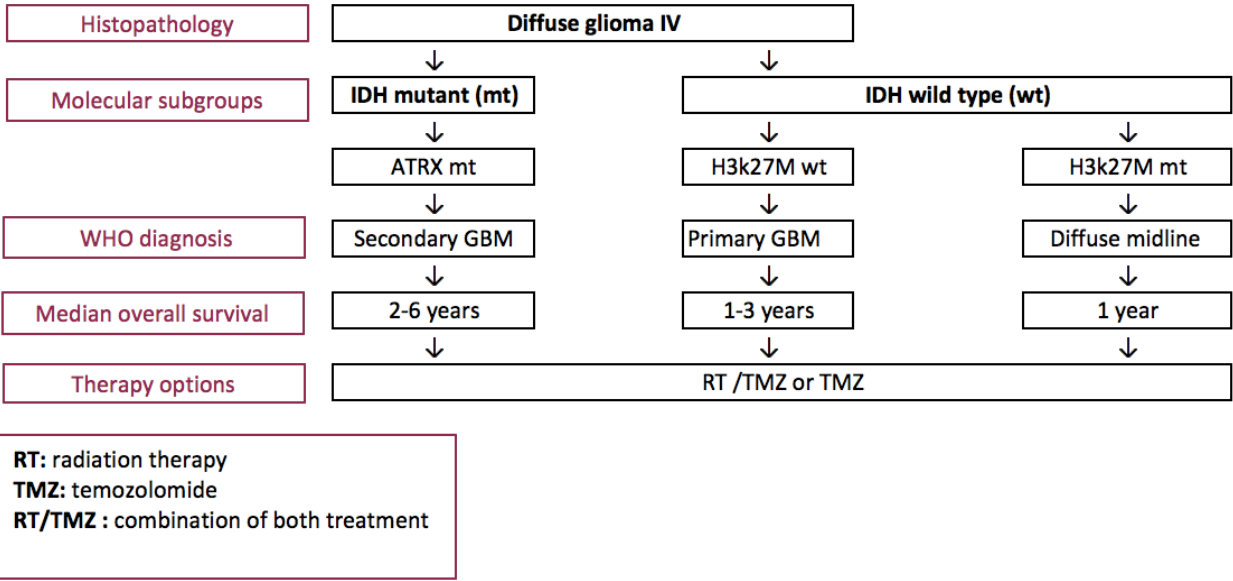 Histopathology
Diffuse glioma IV
Molecular subgroups
IDH mutant (mt)
IDH wild type (wt)
ATRX mt
H3k27M wt
H3k27M mt
WHO diagnosis
Secondary GBM
Primary GBM
Diffuse midline
Median overall survival
2-6 years
1-3 years
1 year
Therapy options
RT /TMZ or TMZ
RT: radiation therapy
TMZ: temozolomide
RT/TMZ : combination of both treatment